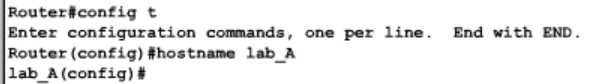 Router#config t
Enter configuration commands, one per line.  End with END.
Router(config)#hostname lab_A
lab_A(config)#